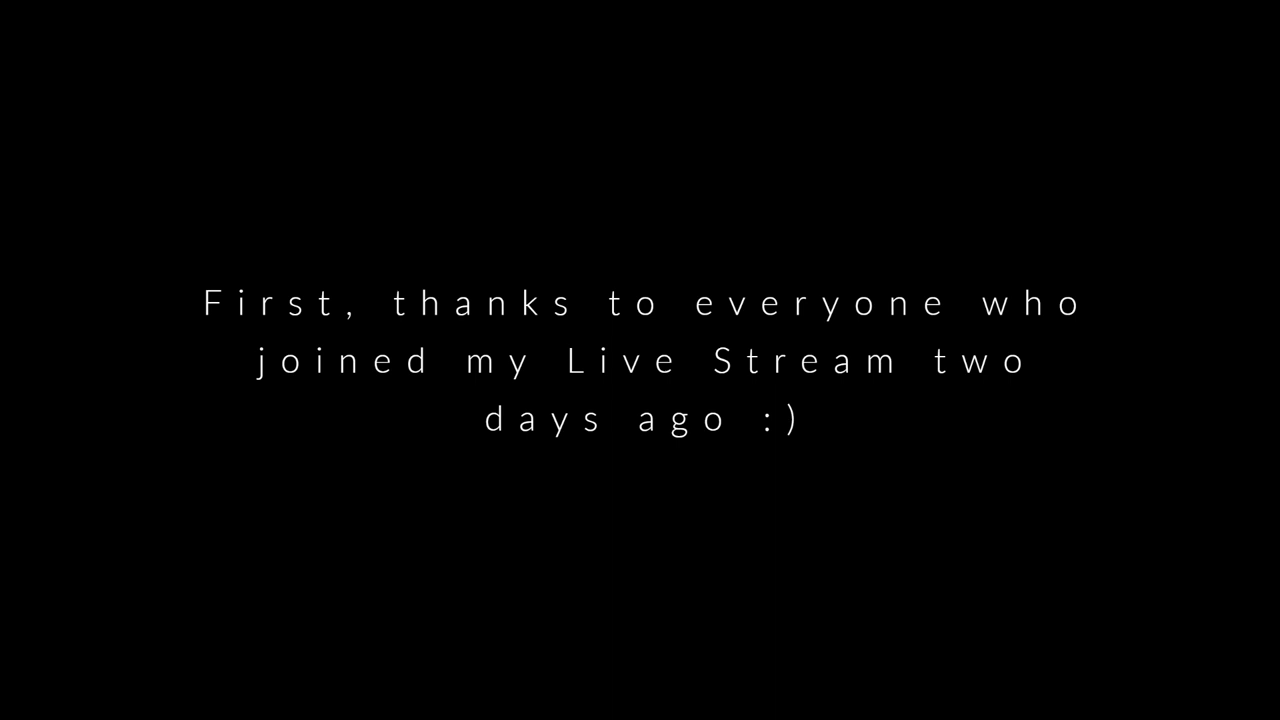 First, thanks to everyone who
joined my Live Stream two
days ago :)